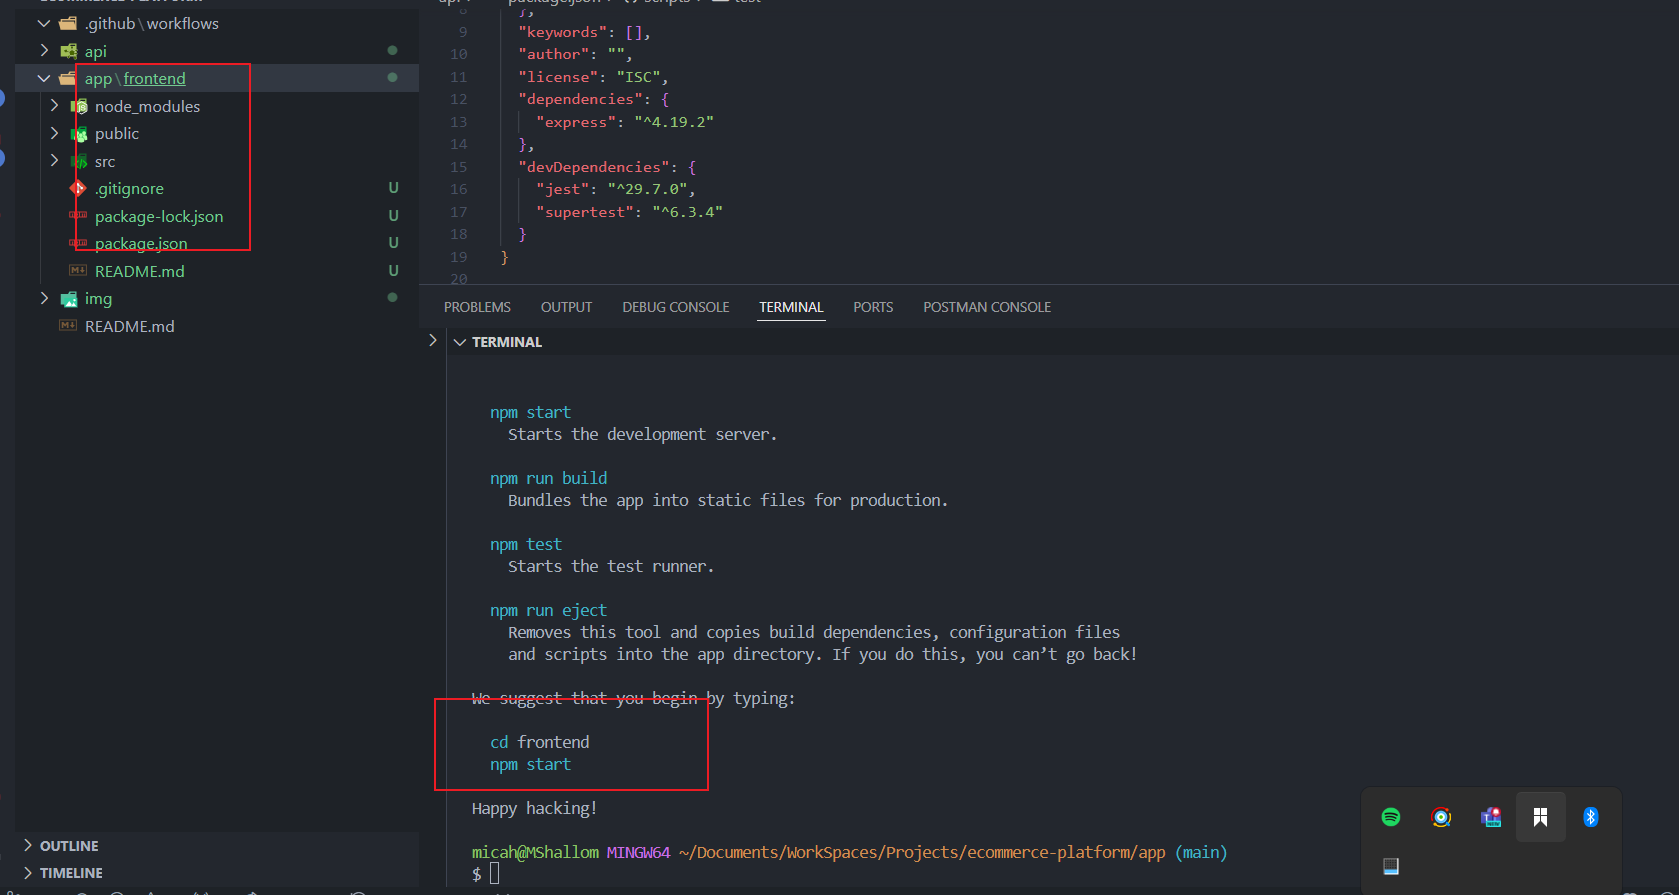 .github\workflows
api
app\frontend
node_modules
public
src
.gitignore U
package-lock.json U
package.json U
README.md U
img
README.md
OUTLINE
TIMELINE
8 },
9 "keywords": [],
10 "author": "",
11 "license": "ISC",
12 "dependencies": {
13 "express": "^4.19.2"
14 },
15 "devDependencies": {
16 "jest": "^29.7.0",
17 "supertest": "^6.3.4"
18 }
19 }
20
PROBLEMS OUTPUT DEBUG CONSOLE TERMINAL PORTS POSTMAN CONSOLE
TERMINAL
npm start
Starts the development server.
npm run build
Bundles the app into static files for production.
npm test
Starts the test runner.
npm run eject
Removes this tool and copies build dependencies, configuration files
and scripts into the app directory. If you do this, you can’t go back!
We suggest that you begin by typing:
cd frontend
npm start
Happy hacking!
micah@MShallom MINGW64 ~/Documents/WorkSpaces/Projects/ecommerce-platform/app (main)
$